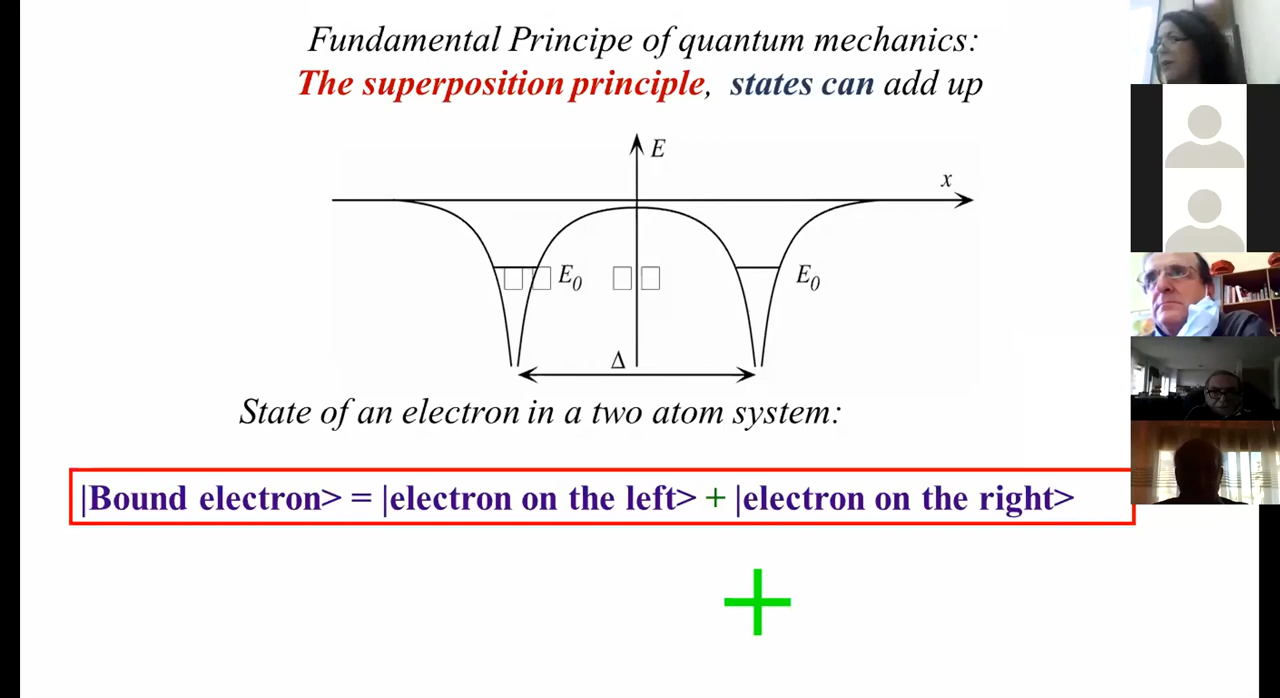 Fundamental Principe of quantum mechanics:
The superposition principle, states can add up
E
x
E0
E0
Δ
State of an electron in a two atom system:
|Bound electron> = |electron on the left> + |electron on the right>
+